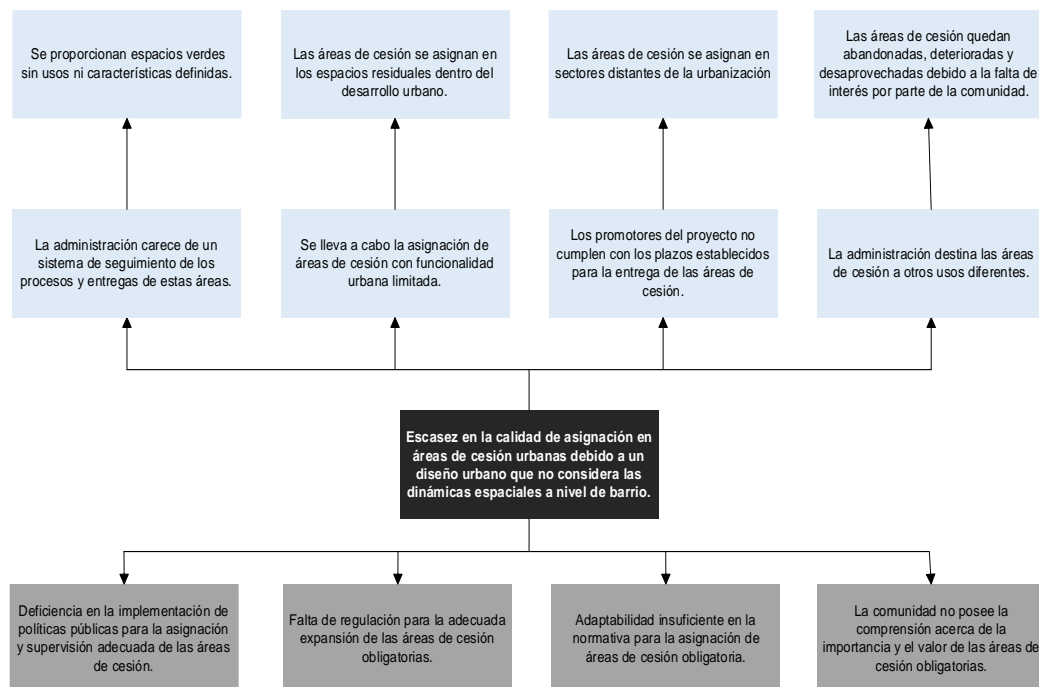 Se proporcionan espacios verdes
sin usos ni características definidas.
Las áreas de cesión se asignan en
los espacios residuales dentro del
desarrollo urbano.
Las áreas de cesión se asignan en
sectores distantes de la urbanización
Las áreas de cesión quedan
abandonadas, deterioradas y
desaprovechadas debido a la falta de
interés por parte de la comunidad.
La administración carece de un
sistema de seguimiento de los
procesos y entregas de estas áreas.
Se lleva a cabo la asignación de
áreas de cesión con funcionalidad
urbana limitada.
Los promotores del proyecto no
cumplen con los plazos establecidos
para la entrega de las áreas de
cesión.
La administración destina las áreas
de cesión a otros usos diferentes.
Escasez en la calidad de asignación en
áreas de cesión urbanas debido a un
diseño urbano que no considera las
dinámicas espaciales a nivel de barrio.
Deficiencia en la implementación de
políticas públicas para la asignación
y supervisión adecuada de las áreas
de cesión.
Falta de regulación para la adecuada
expansión de las áreas de cesión
obligatorias.
Adaptabilidad insuficiente en la
normativa para la asignación de
áreas de cesión obligatoria.
La comunidad no posee la
comprensión acerca de la
importancia y el valor de las áreas de
cesión obligatorias.